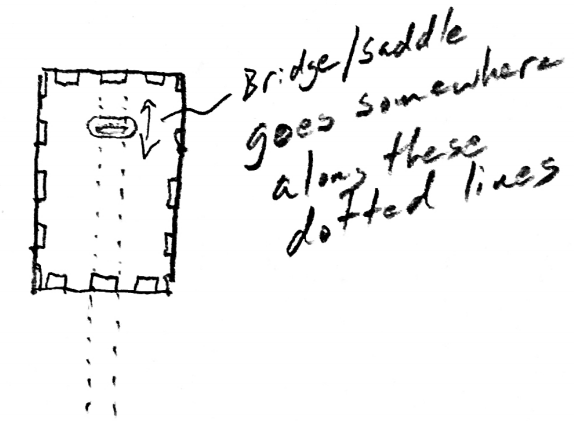 Bridge/Saddle
goes somewhere
along these
dotted lines